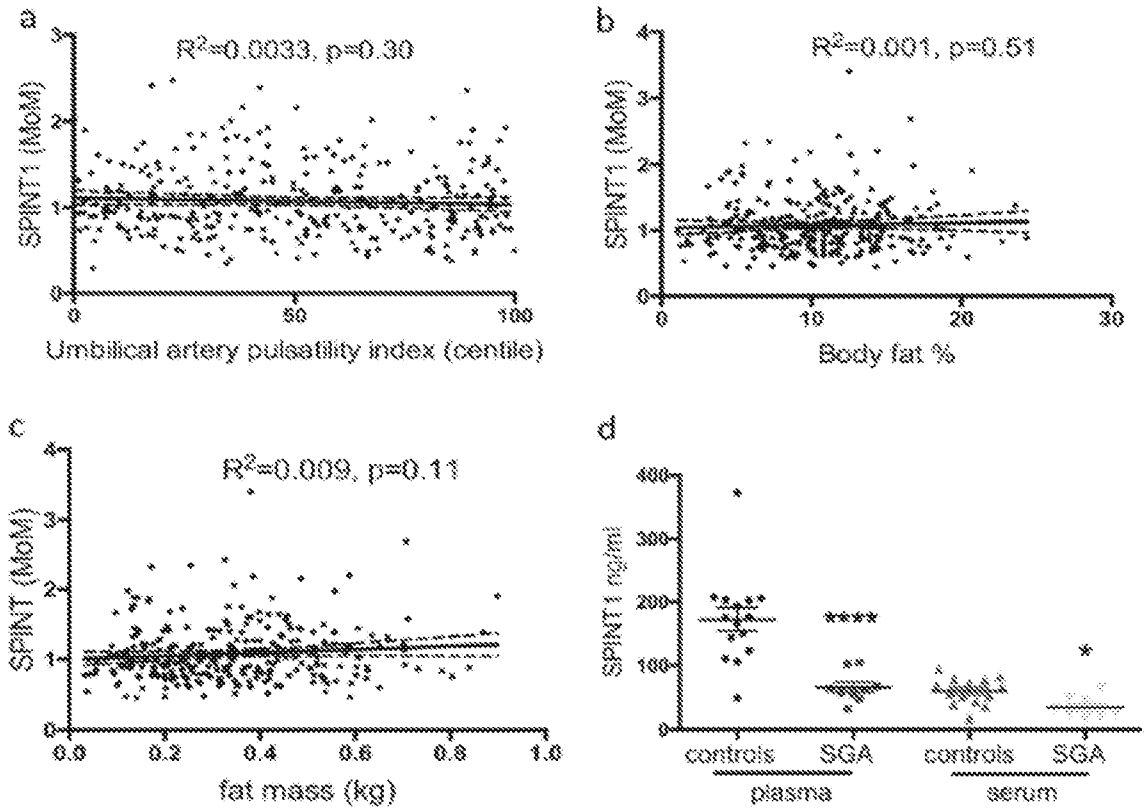 a
3
2
1
0
SPINT1 (MoM)
R²=0.0033, p=0.30
0 50 100
Umbilical artery pulsatility index (centile)
b
4
3
2
1
0
SPINT1 (MoM)
R²=0.001, p=0.51
0 10 20 30
Body fat %
c
4
3
2
1
0
SPINT (MoM)
R²=0.009, p=0.11
0.0 0.2 0.4 0.6 0.8 1.0
fat mass (kg)
d
400
300
200
100
0
SPINT1 ng/ml
****
*
controls SGA controls SGA
plasma serum